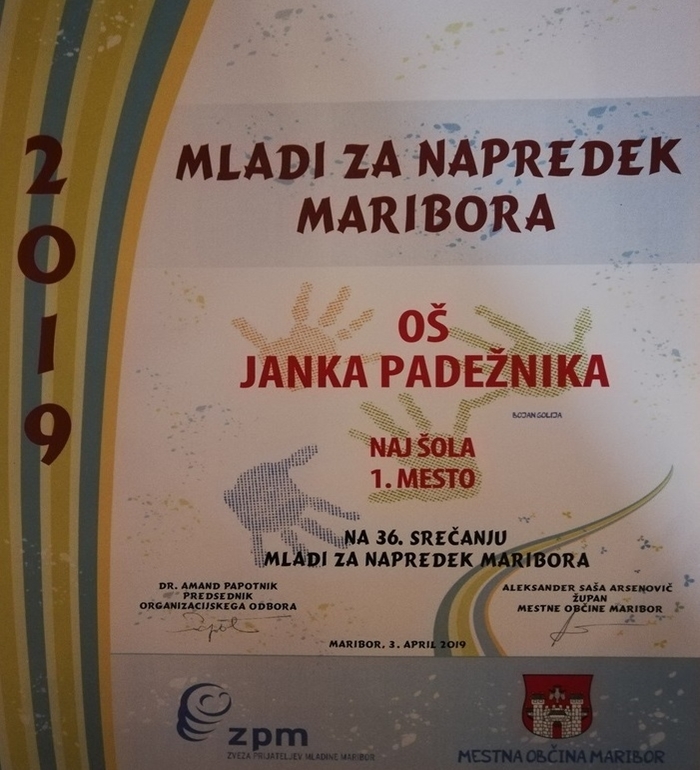 2019
MLADI ZA NAPREDEK
MARIBORA
OŠ
JANKA PADEŽNIKA
BOJAN GOLIJA
NAJ ŠOLA
1. MESTO
NA 36. SREČANJU
MLADI ZA NAPREDEK MARIBORA
DR. AMAND PAPOTNIK
PREDSEDNIK
ORGANIZACIJSKEGA ODBORA
ALEKSANDER SAŠA ARSENOVIČ
ŽUPAN
MESTNE OBČINE MARIBOR
MARIBOR, 3. APRIL 2019
zpm
ZVEZA PRIJATELJEV MLADINE MARIBOR
MESTNA OBČINA MARIBOR